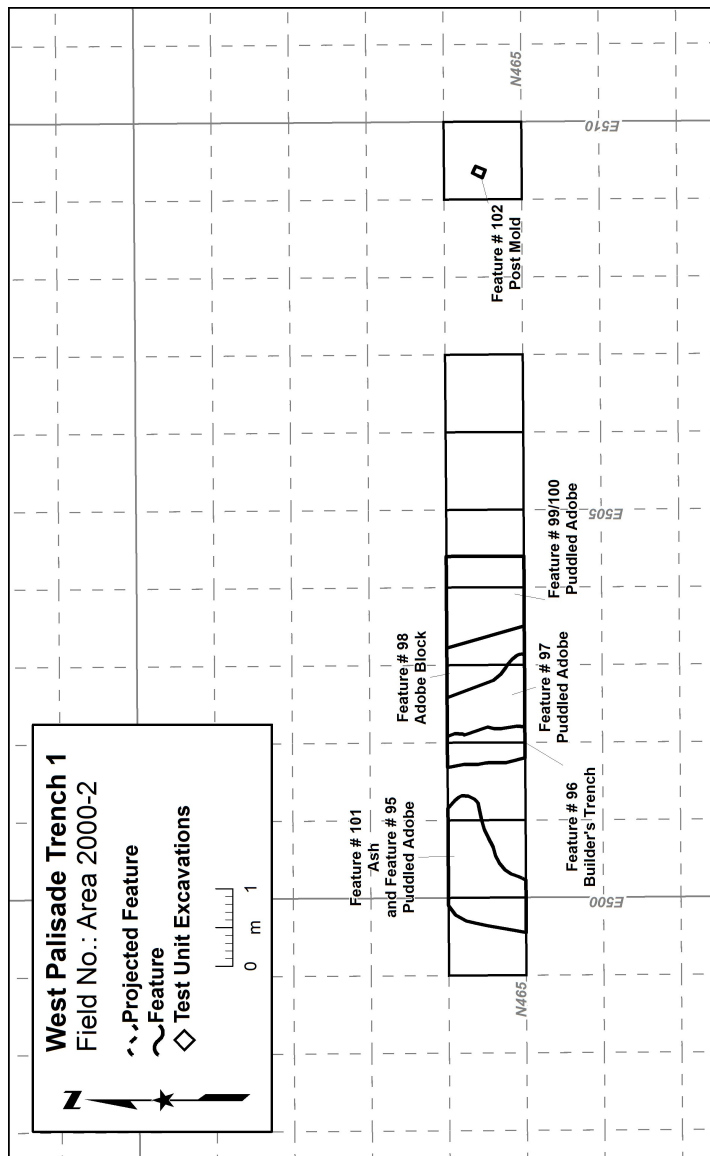 West Palisade Trench 1
Field No.: Area 2000-2
Projected Feature
Feature
Test Unit Excavations
0 1
m
N
Feature # 101
Ash
and Feature # 95
Puddled Adobe
Feature # 98
Adobe Block
Feature # 96
Builder's Trench
Feature # 97
Puddled Adobe
Feature # 99/100
Puddled Adobe
Feature # 102
Post Mold
N465
N465
E500
E505
E510